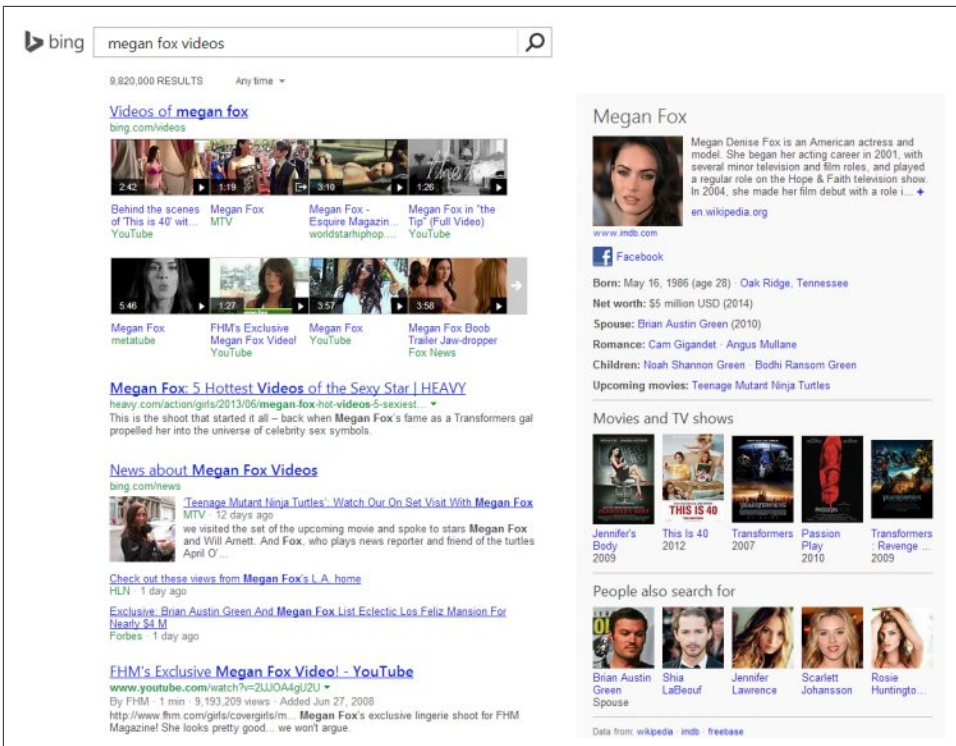 bing
megan fox videos
9,820,000 RESULTS Any time
Videos of megan fox
bing.com/videos
2:42 1:19 3:10 1:26
Behind the scenes of 'This is 40' wit...
YouTube
Megan Fox
MTV
Megan Fox - Esquire Magazin...
worldstarhiphop....
Megan Fox in "the Tip" (Full Video)
YouTube
5:46 1:27 3:57 3:58
Megan Fox
metatube
FHM's Exclusive Megan Fox Video!
YouTube
Megan Fox
YouTube
Megan Fox Boob Trailer Jaw-dropper
Fox News
Megan Fox: 5 Hottest Videos of the Sexy Star | HEAVY
heavy.com/action/girls/2013/06/megan-fox-hot-videos-5-sexiest...
This is the shoot that started it all – back when Megan Fox's fame as a Transformers gal
propelled her into the universe of celebrity sex symbols.
News about Megan Fox Videos
bing.com/news
'Teenage Mutant Ninja Turtles': Watch Our On Set Visit With Megan Fox
MTV · 12 days ago
we visited the set of the upcoming movie and spoke to stars Megan Fox
and Will Arnett. And Fox, who plays news reporter and friend of the turtles
April O'...
Check out these views from Megan Fox's L.A. home
HLN · 1 day ago
Exclusive: Brian Austin Green And Megan Fox List Eclectic Los Feliz Mansion For
Nearly $4 M
Forbes · 1 day ago
FHM's Exclusive Megan Fox Video! - YouTube
www.youtube.com/watch?v=2IJJOA4gU2U
By FHM · 1 min · 9,193,209 views · Added Jun 27, 2008
http://www.fhm.com/girls/covergirls/m... Megan Fox's exclusive lingerie shoot for FHM
Magazine! She looks pretty good... we won't argue.
Megan Fox
Megan Denise Fox is an American actress and
model. She began her acting career in 2001, with
several minor television and film roles, and played
a regular role on the Hope & Faith television show.
In 2004, she made her film debut with a role i... +
en.wikipedia.org
www.imdb.com
Facebook
Born: May 16, 1986 (age 28) · Oak Ridge, Tennessee
Net worth: $5 million USD (2014)
Spouse: Brian Austin Green (2010)
Romance: Cam Gigandet · Angus Mullane
Children: Noah Shannon Green · Bodhi Ransom Green
Upcoming movies: Teenage Mutant Ninja Turtles
Movies and TV shows
THIS IS 40
PASSION
Jennifer's Body
2009
This Is 40
2012
Transformers
2007
Passion Play
2010
Transformers : Revenge ...
2009
People also search for
Brian Austin Green
Spouse
Shia LaBeouf
Jennifer Lawrence
Scarlett Johansson
Rosie Huntingto...
Data from: wikipedia · imdb · freebase